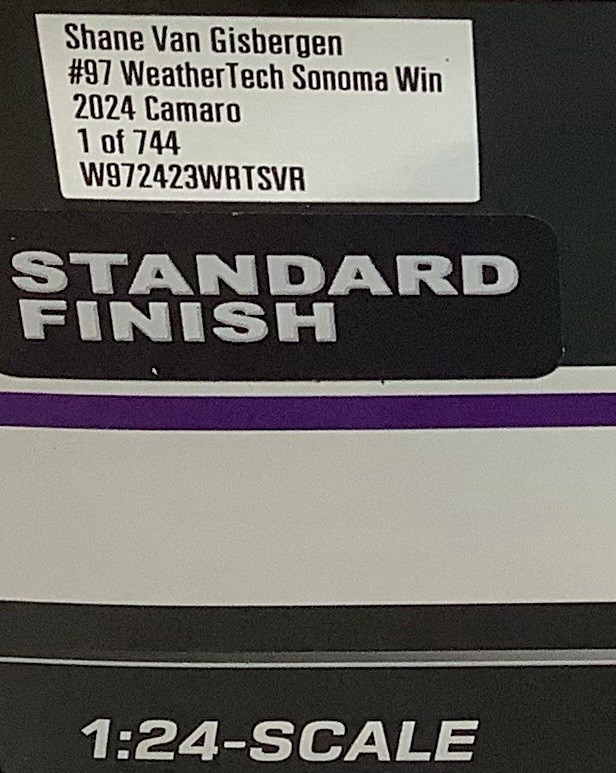 Shane Van Gisbergen
#97 WeatherTech Sonoma Win
2024 Camaro
1 of 744
W972423WRTSVR
STANDARD
FINISH
1:24-SCALE